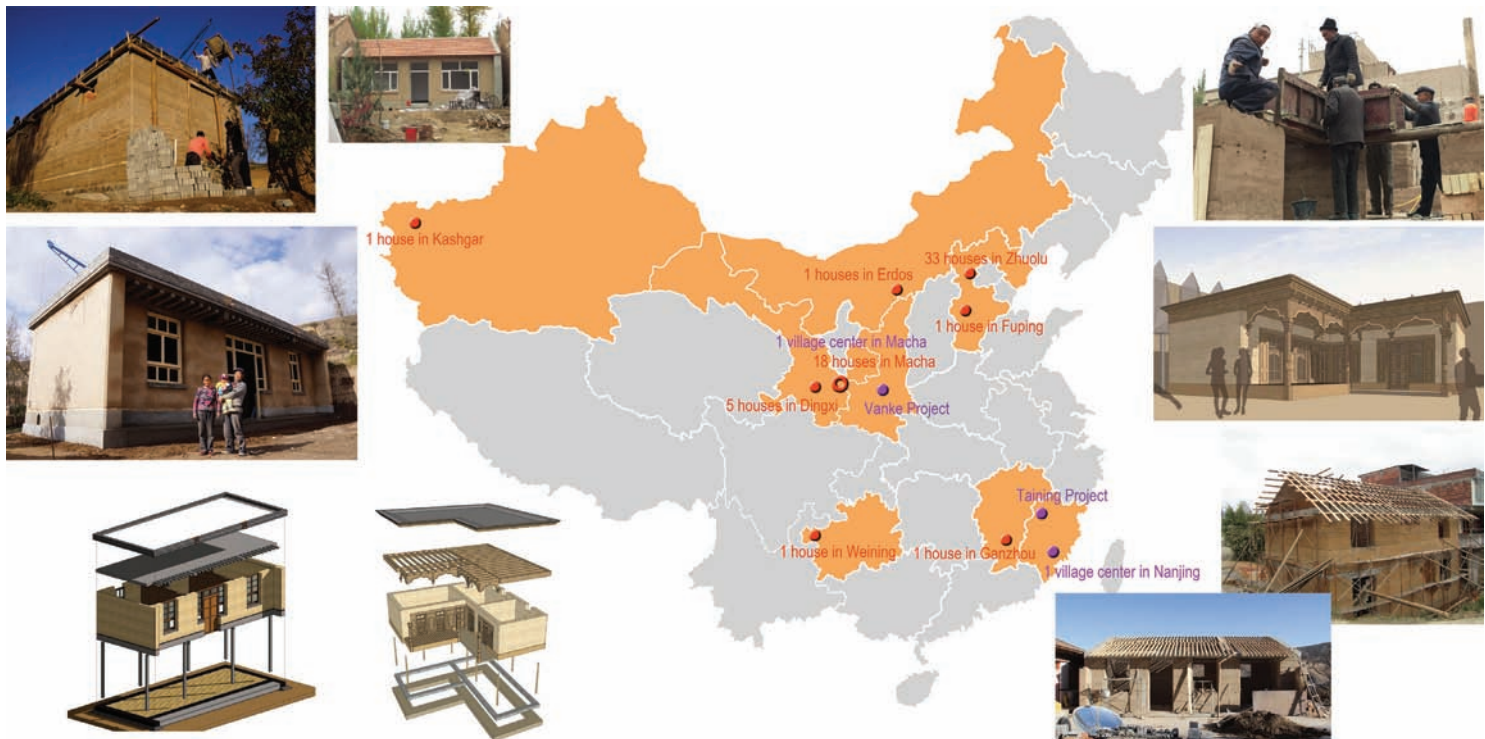 1 house in Kashgar
33 houses in Zhuolu
1 houses in Erdos
1 house in Fuping
1 village center in Macha
18 houses in Macha
5 houses in Dingxi
Vanke Project
Taining Project
1 house in Weining
1 house in Ganzhou
1 village center in Nanjing